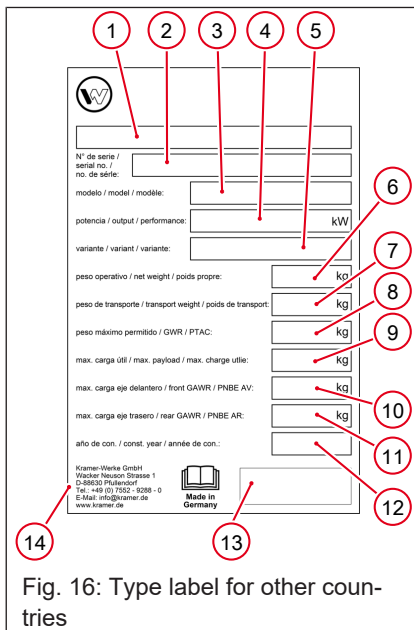 1 2 3 4 5
W
N° de serie /
serial no. /
no. de série:
modelo / model / modèle:
potencia / output / performance: kW
variante / variant / variante:
6
peso operativo / net weight / poids propre: kg
7
peso de transporte / transport weight / poids de transport: kg
8
peso máximo permitido / GWR / PTAC: kg
9
max. carga útil / max. payload / max. charge utlie: kg
max. carga eje delantero / front GAWR / PNBE AV: kg
10
max. carga eje trasero / rear GAWR / PNBE AR: kg
11
año de con. / const. year / année de con.:
12
Kramer-Werke GmbH
Wacker Neuson Strasse 1
D-88630 Pfullendorf
Tel.: +49 (0) 7552 - 9288 - 0
E-Mail: info@kramer.de
www.kramer.de
Made in
Germany
14 13
Fig. 16: Type label for other coun-
tries